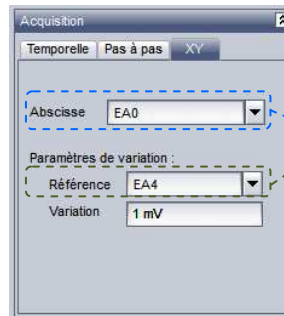 Acquisition
Temporelle Pas à pas XY
Abscisse EA0
Paramètres de variation :
Référence EA4
Variation 1 mV